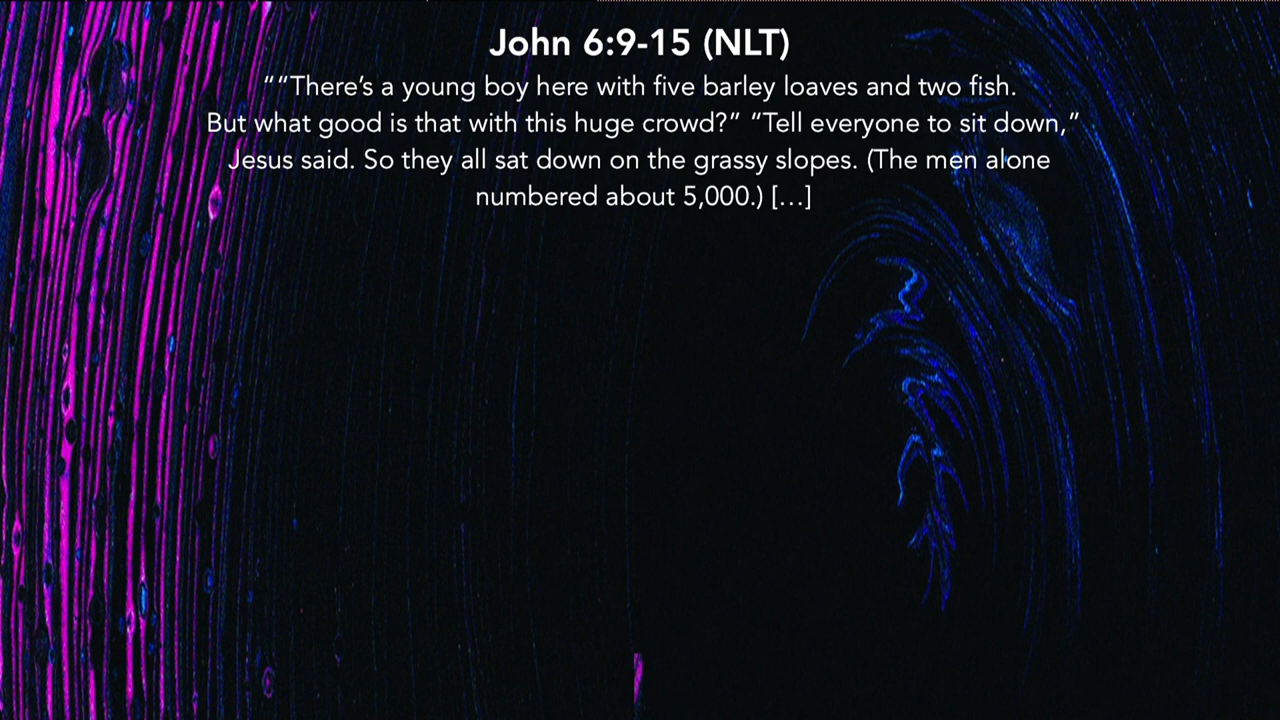 John 6:9-15 (NLT)
““There’s a young boy here with five barley loaves and two fish.
But what good is that with this huge crowd?” “Tell everyone to sit down,”
Jesus said. So they all sat down on the grassy slopes. (The men alone
numbered about 5,000.) […]